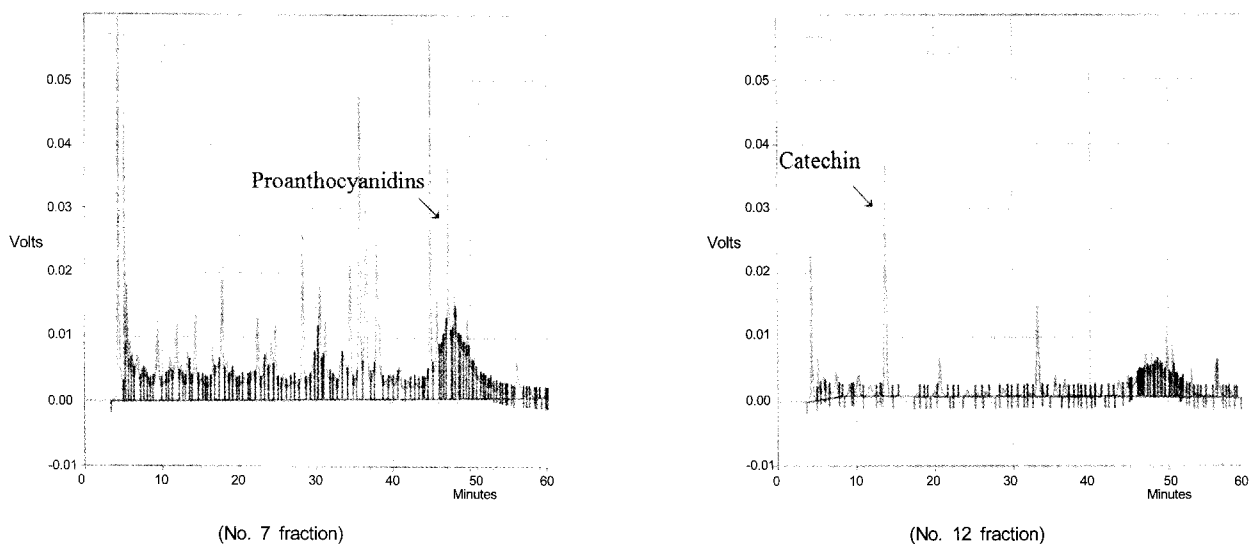 0.05
0.04
Proanthocyanidins
0.03
Volts
0.02
0.01
0.00
-0.01
0 10 20 30 40 50 60
Minutes
(No. 7 fraction)
0.05
0.04
Catechin
0.03
Volts
0.02
0.01
0.00
-0.01
0 10 20 30 40 50 60
Minutes
(No. 12 fraction)